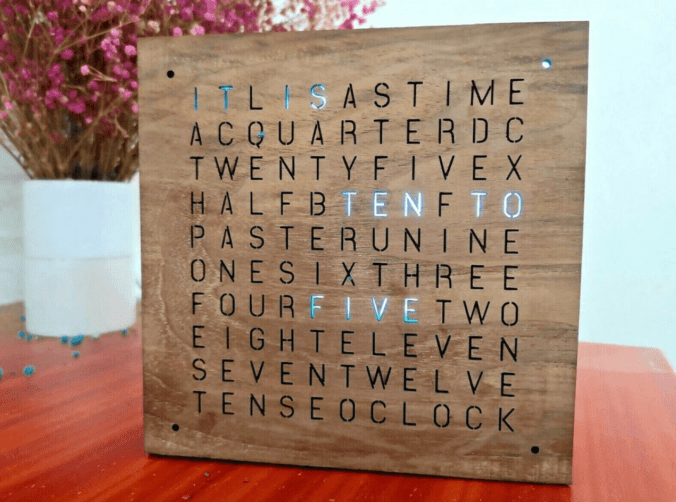 ITLISASTIME
ACQUARTERDC
TWENTYFIVEX
HALFBTENFTO
PASTERUNINE
ONESIXTHREE
FOURFIVETWO
EIGHTELEVEN
SEVENTWELVE
TENSEOCLOCK